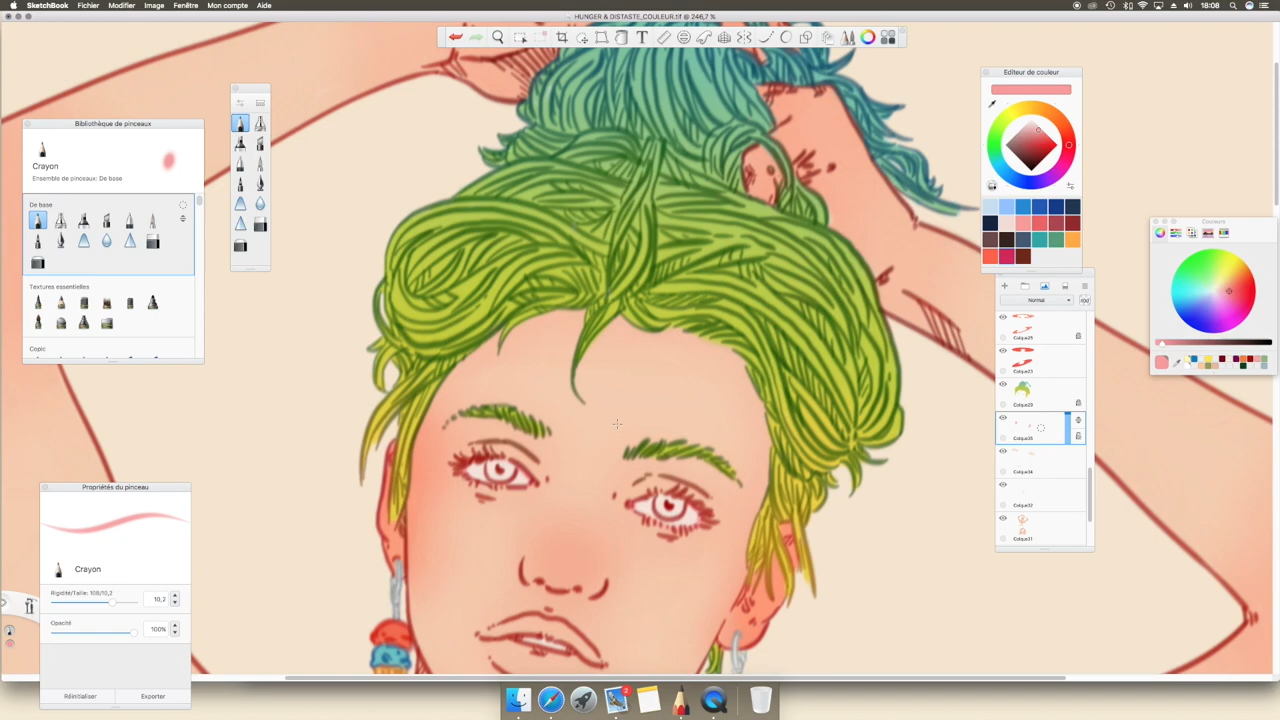 SketchBook Fichier Modifier Image Fenêtre Mon compte Aide 18:08
HUNGER & DISTASTE_COULEUR.tif @ 246,7 %
Bibliothèque de pinceaux
Crayon
Ensemble de pinceaux: De base
De base
Textures essentielles
Copic
Propriétés du pinceau
Crayon
Rigidité/Taille: 108/10,2
10,2
Opacité
100%
Réinitialiser Exporter
Editeur de couleur
Normal
Calque25
Calque23
Calque29
Calque35
Calque34
Calque32
Calque31
Couleurs
2